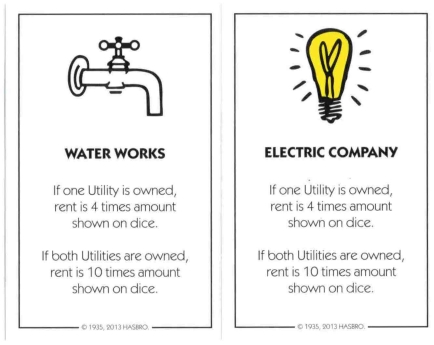 WATER WORKS
If one Utility is owned,
rent is 4 times amount
shown on dice.
If both Utilities are owned,
rent is 10 times amount
shown on dice.
© 1935, 2013 HASBRO.
ELECTRIC COMPANY
If one Utility is owned,
rent is 4 times amount
shown on dice.
If both Utilities are owned,
rent is 10 times amount
shown on dice.
© 1935, 2013 HASBRO.